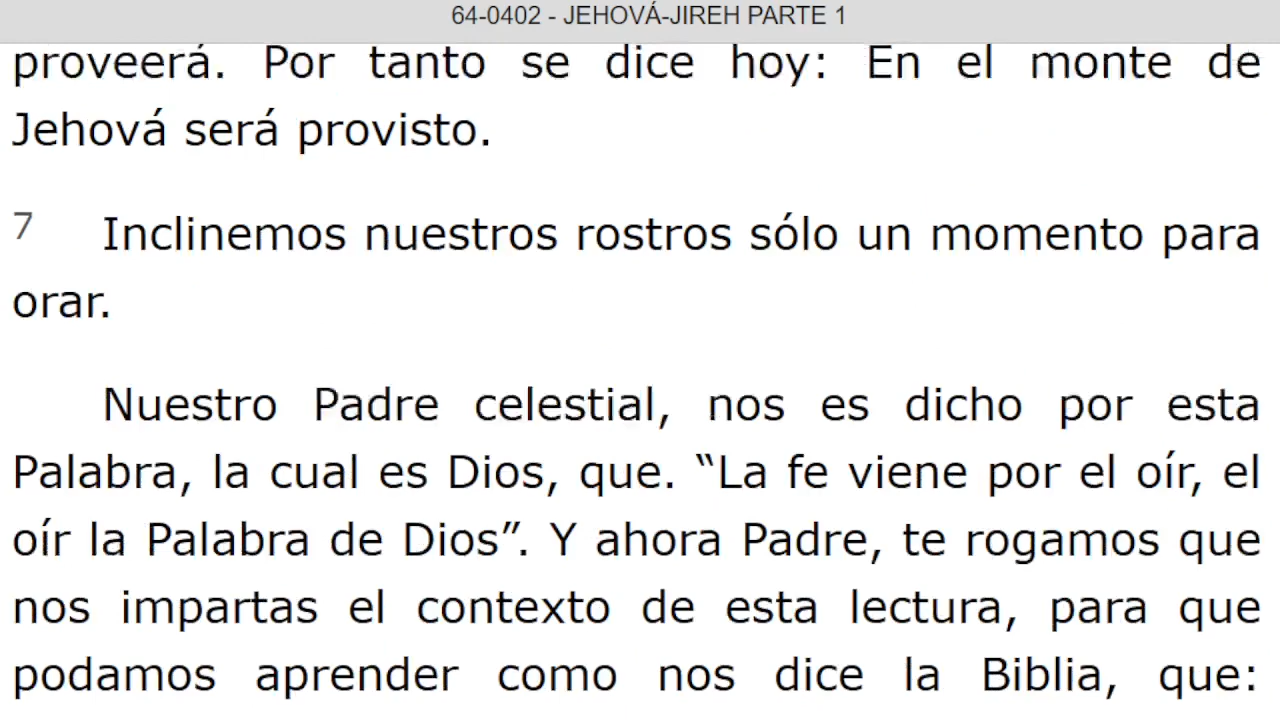 64-0402 - JEHOVÁ-JIREH PARTE 1
proveerá. Por tanto se dice hoy: En el monte de
Jehová será provisto.
7 Inclinemos nuestros rostros sólo un momento para
orar.
Nuestro Padre celestial, nos es dicho por esta
Palabra, la cual es Dios, que. “La fe viene por el oír, el
oír la Palabra de Dios”. Y ahora Padre, te rogamos que
nos impartas el contexto de esta lectura, para que
podamos aprender como nos dice la Biblia, que: